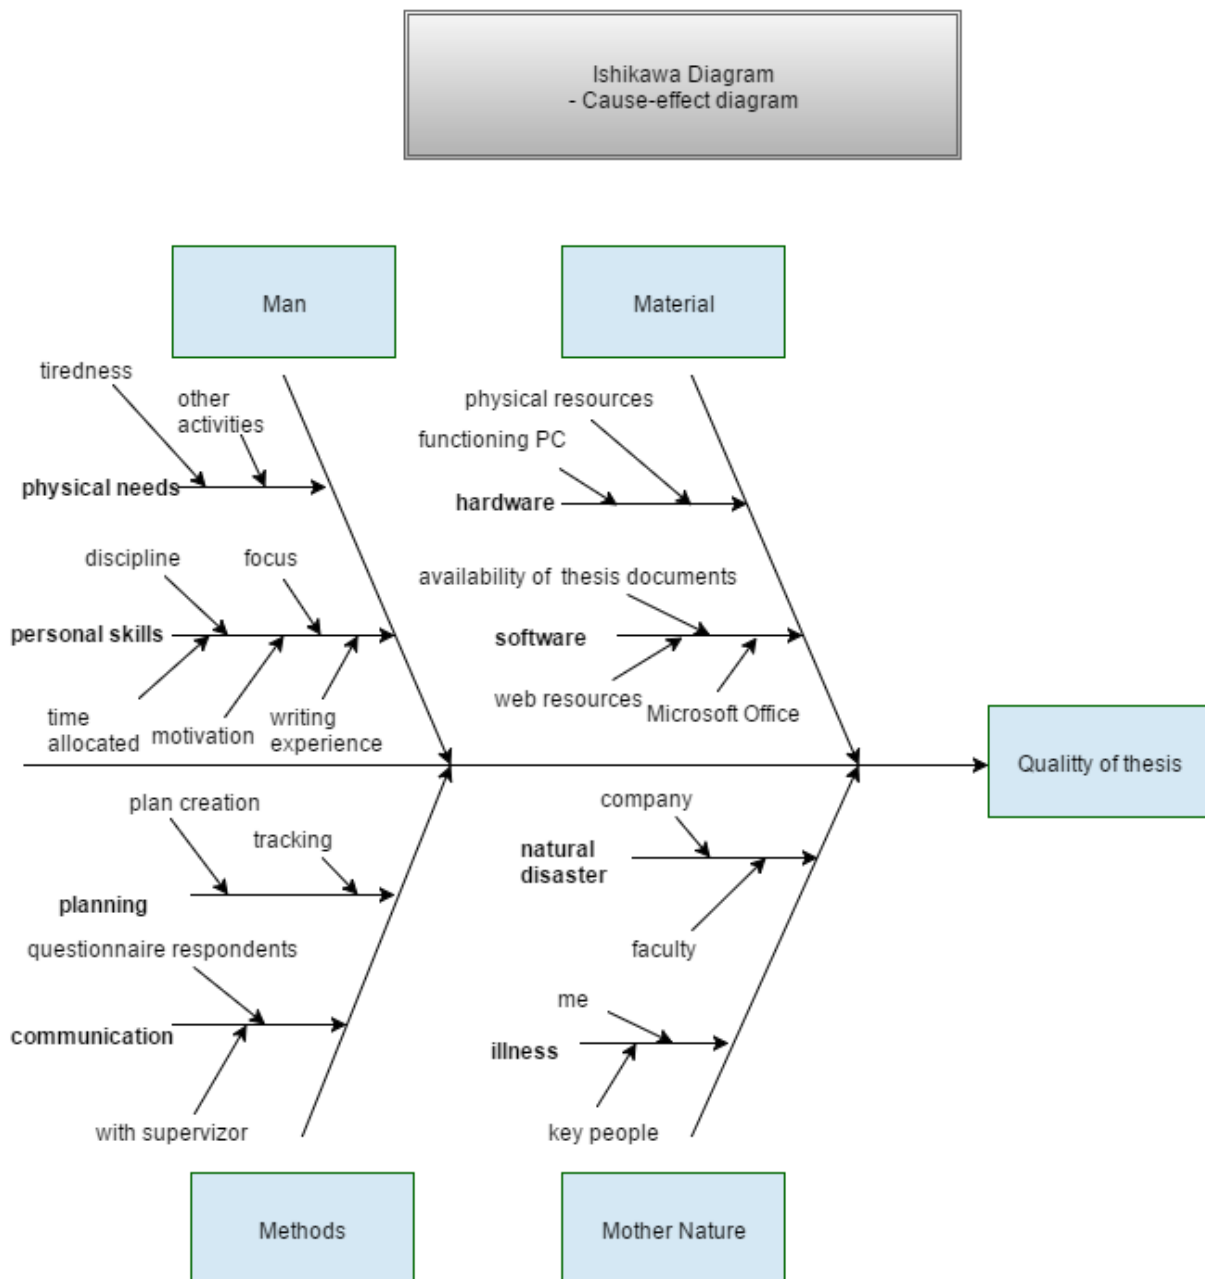 Ishikawa Diagram
- Cause-effect diagram
Man
Material
tiredness
other
activities
physical needs
physical resources
functioning PC
hardware
discipline
focus
personal skills
time
allocated
motivation
writing
experience
availability of thesis documents
software
web resources
Microsoft Office
Qualitty of thesis
plan creation
tracking
planning
questionnaire respondents
communication
with supervizor
company
natural
disaster
faculty
me
illness
key people
Methods
Mother Nature